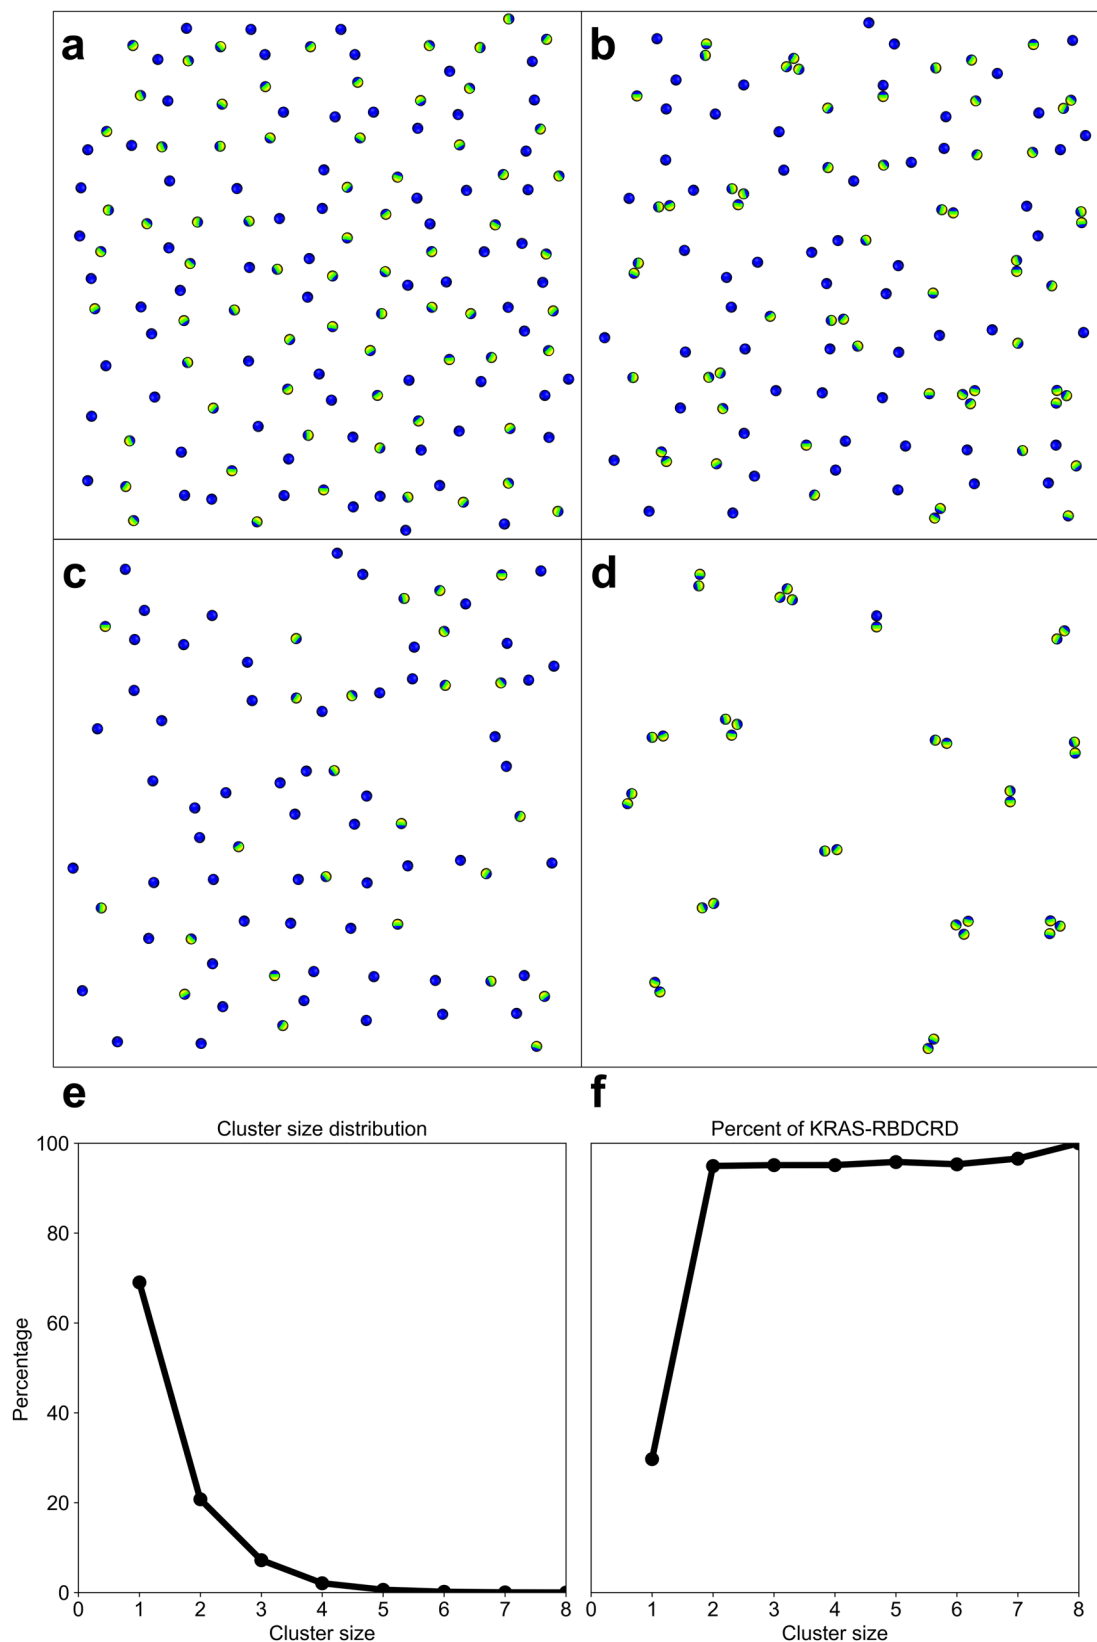 a
b
c
d
e
f
Cluster size distribution
Percent of KRAS-RBDCRD
100
80
60
40
20
0
Percentage
0 1 2 3 4 5 6 7 8
0 1 2 3 4 5 6 7 8
Cluster size
Cluster size